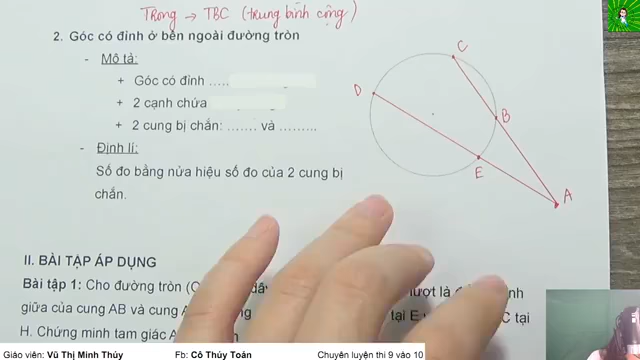 Trong → TBC (trung bình cộng)
2. Góc có đỉnh ở bên ngoài đường tròn
- Mô tả:
+ Góc có đỉnh .....
+ 2 cạnh chứa
+ 2 cung bị chắn: ....... và .........
- Định lí:
Số đo bằng nửa hiệu số đo của 2 cung bị
chắn.
C
D
B
E
A
II. BÀI TẬP ÁP DỤNG
Bài tập 1: Cho đường tròn (O
giữa của cung AB và cung A tại E C tại
H. Chứng minh tam giác A
Giáo viên: Vũ Thị Minh Thúy Fb: Cô Thúy Toán Chuyên luyện thi 9 vào 10